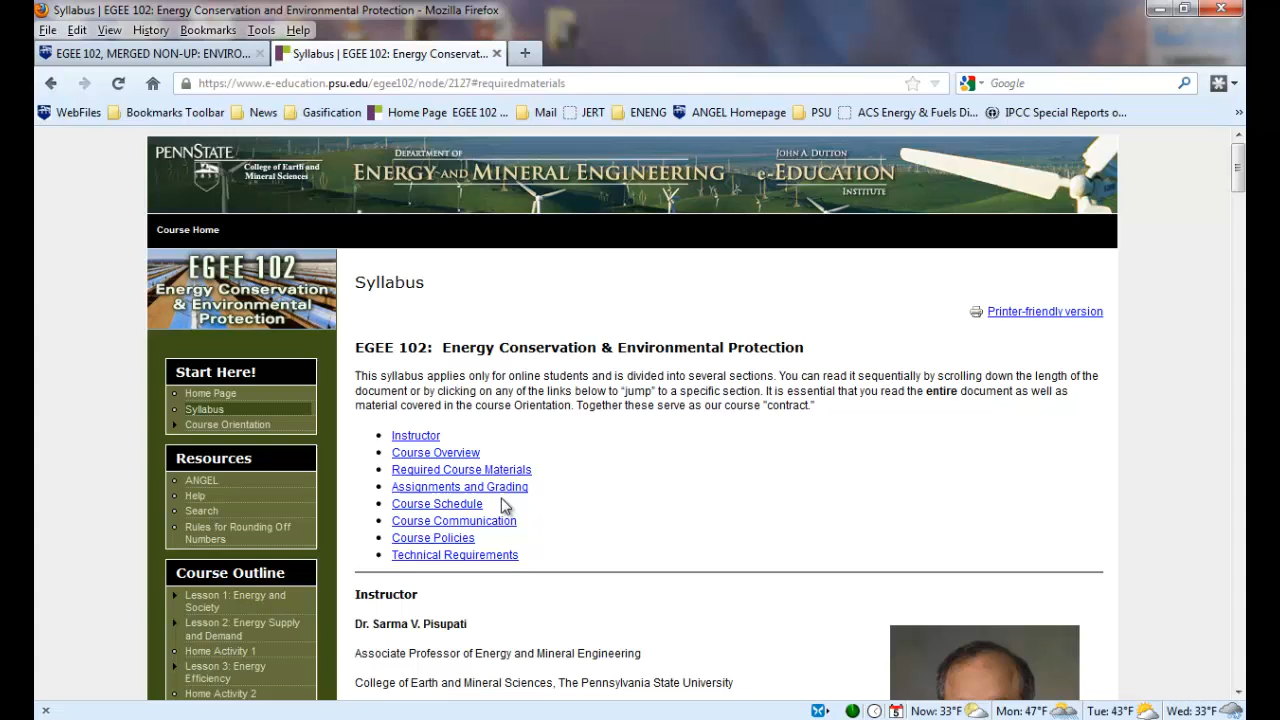 Syllabus | EGEE 102: Energy Conservation and Environmental Protection - Mozilla Firefox
File Edit View History Bookmarks Tools Help
EGEE 102, MERGED NON-UP: ENVIRO... Syllabus | EGEE 102: Energy Conservat...
https://www.e-education.psu.edu/egee102/node/2127#requiredmaterials Google
WebFiles Bookmarks Toolbar News Gasification Home Page EGEE 102 ... Mail JERT ENENG ANGEL Homepage PSU ACS Energy & Fuels Di... IPCC Special Reports o... »
PENNSTATE College of Earth and Mineral Sciences
DEPARTMENT OF ENERGY AND MINERAL ENGINEERING
JOHN A. DUTTON e-EDUCATION INSTITUTE
Course Home
EGEE 102
Energy Conservation
& Environmental
Protection
Start Here!
Home Page
Syllabus
Course Orientation
Resources
ANGEL
Help
Search
Rules for Rounding Off
Numbers
Course Outline
Lesson 1: Energy and
Society
Lesson 2: Energy Supply
and Demand
Home Activity 1
Lesson 3: Energy
Efficiency
Home Activity 2
Syllabus
Printer-friendly version
EGEE 102: Energy Conservation & Environmental Protection
This syllabus applies only for online students and is divided into several sections. You can read it sequentially by scrolling down the length of the
document or by clicking on any of the links below to “jump” to a specific section. It is essential that you read the entire document as well as
material covered in the course Orientation. Together these serve as our course "contract."
Instructor
Course Overview
Required Course Materials
Assignments and Grading
Course Schedule
Course Communication
Course Policies
Technical Requirements
Instructor
Dr. Sarma V. Pisupati
Associate Professor of Energy and Mineral Engineering
College of Earth and Mineral Sciences, The Pennsylvania State University
5 Now: 33°F Mon: 47°F Tue: 43°F Wed: 33°F